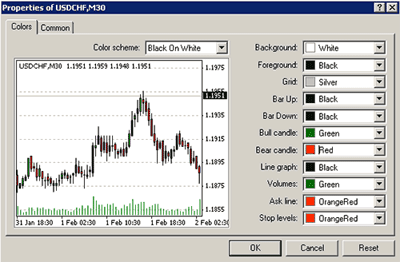 Properties of USDCHF,M30
Colors Common
Color scheme: Black On White
USDCHF,M30 1.1951 1.1959 1.1948 1.1951
1.1975
1.1951
1.1935
1.1915
1.1895
1.1875
1.1855
31 Jan 18:30 1 Feb 02:30 1 Feb 10:30 1 Feb 18:30 2 Feb 02:30
Background: White
Foreground: Black
Grid: Silver
Bar Up: Black
Bar Down: Black
Bull candle: Green
Bear candle: Red
Line graph: Black
Volumes: Green
Ask line: OrangeRed
Stop levels: OrangeRed
OK Cancel Reset